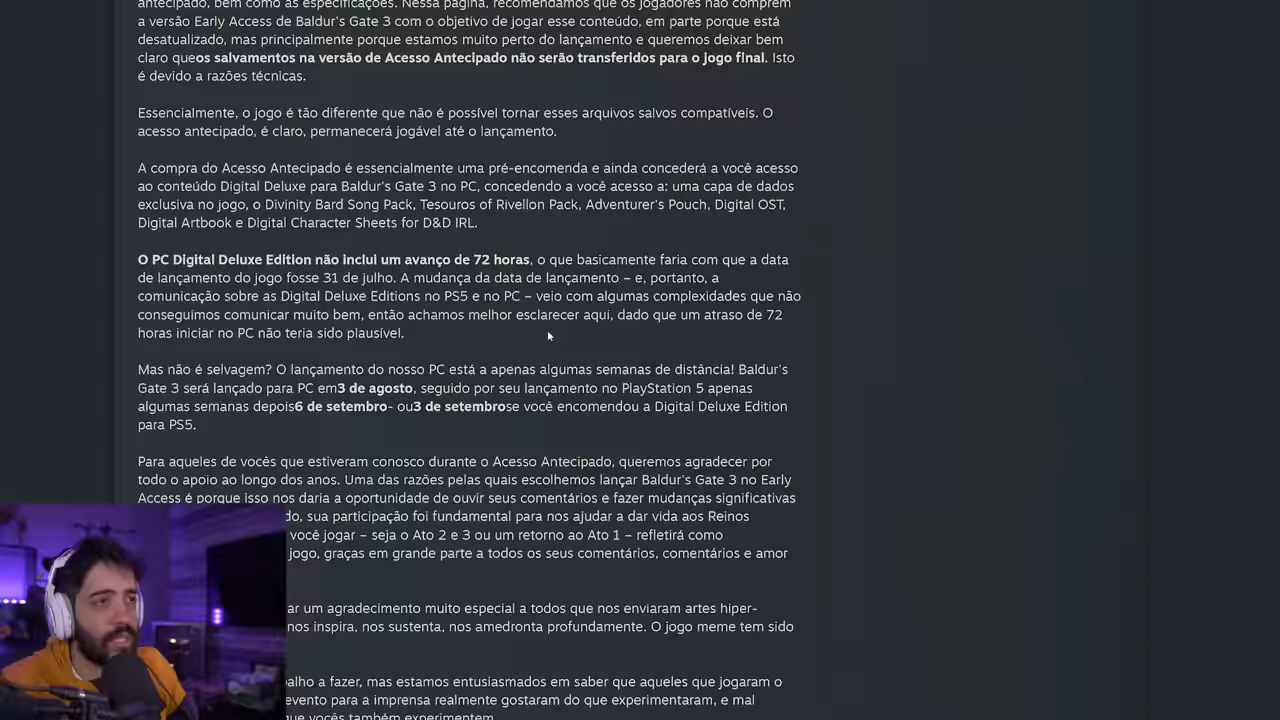 antecipado, bem como as especificações. Nessa página, recomendamos que os jogadores não comprem
a versão Early Access de Baldur's Gate 3 com o objetivo de jogar esse conteúdo, em parte porque está
desatualizado, mas principalmente porque estamos muito perto do lançamento e queremos deixar bem
claro queos salvamentos na versão de Acesso Antecipado não serão transferidos para o jogo final. Isto
é devido a razões técnicas.
Essencialmente, o jogo é tão diferente que não é possível tornar esses arquivos salvos compatíveis. O
acesso antecipado, é claro, permanecerá jogável até o lançamento.
A compra do Acesso Antecipado é essencialmente uma pré-encomenda e ainda concederá a você acesso
ao conteúdo Digital Deluxe para Baldur's Gate 3 no PC, concedendo a você acesso a: uma capa de dados
exclusiva no jogo, o Divinity Bard Song Pack, Tesouros of Rivellon Pack, Adventurer's Pouch, Digital OST,
Digital Artbook e Digital Character Sheets for D&D IRL.
O PC Digital Deluxe Edition não inclui um avanço de 72 horas, o que basicamente faria com que a data
de lançamento do jogo fosse 31 de julho. A mudança da data de lançamento – e, portanto, a
comunicação sobre as Digital Deluxe Editions no PS5 e no PC – veio com algumas complexidades que não
conseguimos comunicar muito bem, então achamos melhor esclarecer aqui, dado que um atraso de 72
horas iniciar no PC não teria sido plausível.
Mas não é selvagem? O lançamento do nosso PC está a apenas algumas semanas de distância! Baldur's
Gate 3 será lançado para PC em3 de agosto, seguido por seu lançamento no PlayStation 5 apenas
algumas semanas depois6 de setembro- ou3 de setembrose você encomendou a Digital Deluxe Edition
para PS5.
Para aqueles de vocês que estiveram conosco durante o Acesso Antecipado, queremos agradecer por
todo o apoio ao longo dos anos. Uma das razões pelas quais escolhemos lançar Baldur's Gate 3 no Early
Access é porque isso nos daria a oportunidade de ouvir seus comentários e fazer mudanças significativas
do, sua participação foi fundamental para nos ajudar a dar vida aos Reinos
você jogar – seja o Ato 2 e 3 ou um retorno ao Ato 1 – refletirá como
jogo, graças em grande parte a todos os seus comentários, comentários e amor
ar um agradecimento muito especial a todos que nos enviaram artes hiper-
nos inspira, nos sustenta, nos amedronta profundamente. O jogo meme tem sido
balho a fazer, mas estamos entusiasmados em saber que aqueles que jogaram o
evento para a imprensa realmente gostaram do que experimentaram, e mal
que vocês também experimentem